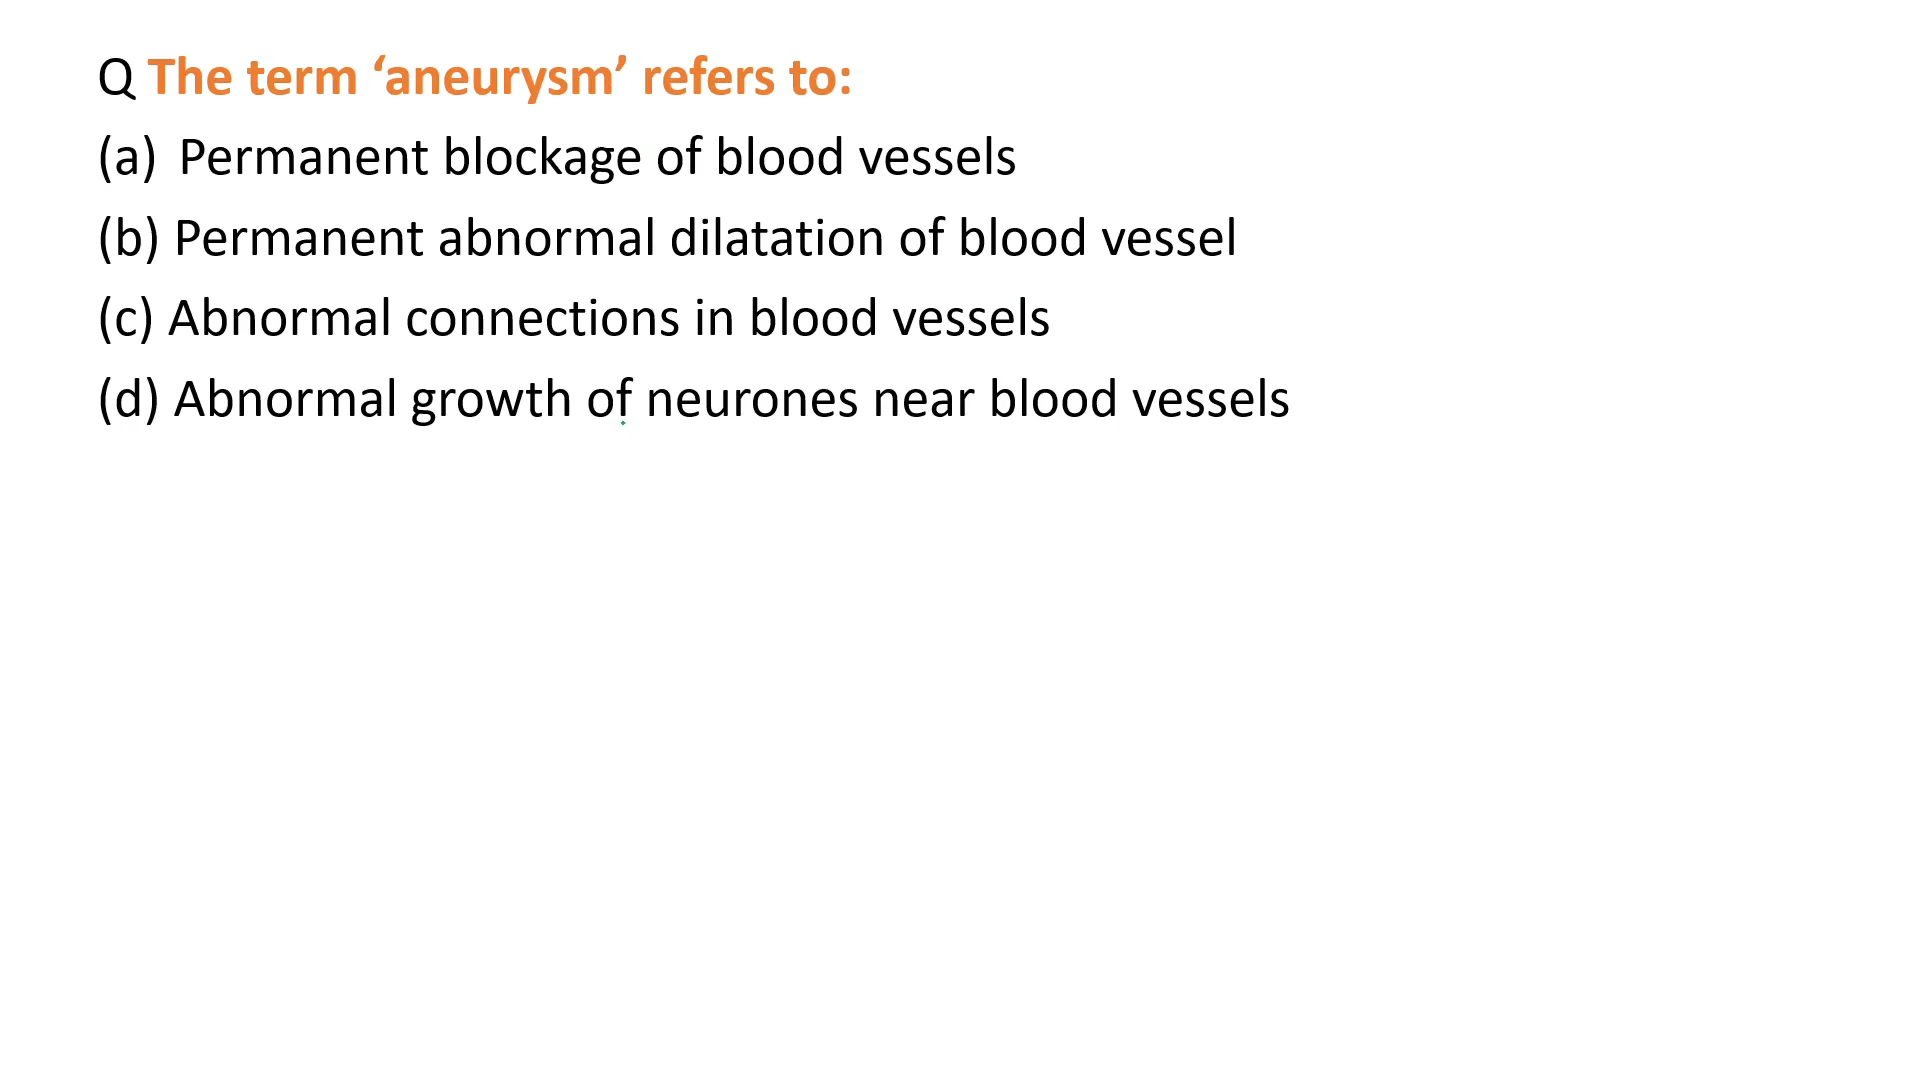 Q The term ‘aneurysm’ refers to:
(a) Permanent blockage of blood vessels
(b) Permanent abnormal dilatation of blood vessel
(c) Abnormal connections in blood vessels
(d) Abnormal growth of neurones near blood vessels